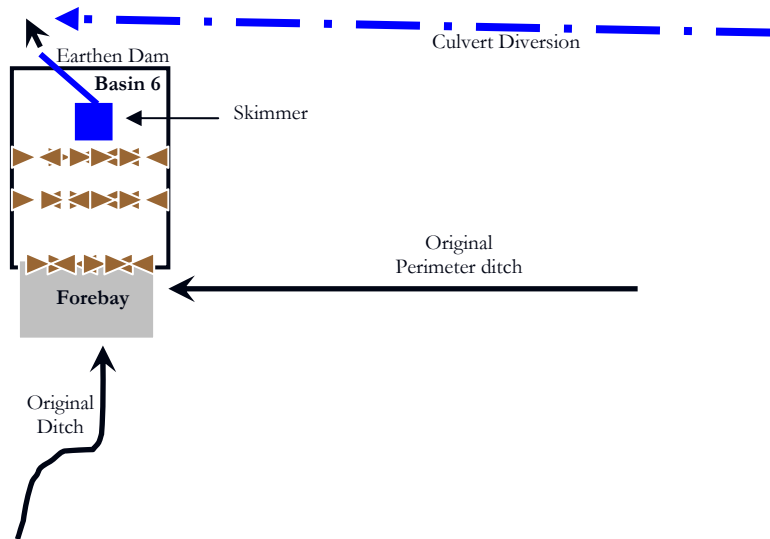 Culvert Diversion
Earthen Dam
Basin 6
Skimmer
Original
Perimeter ditch
Forebay
Original
Ditch